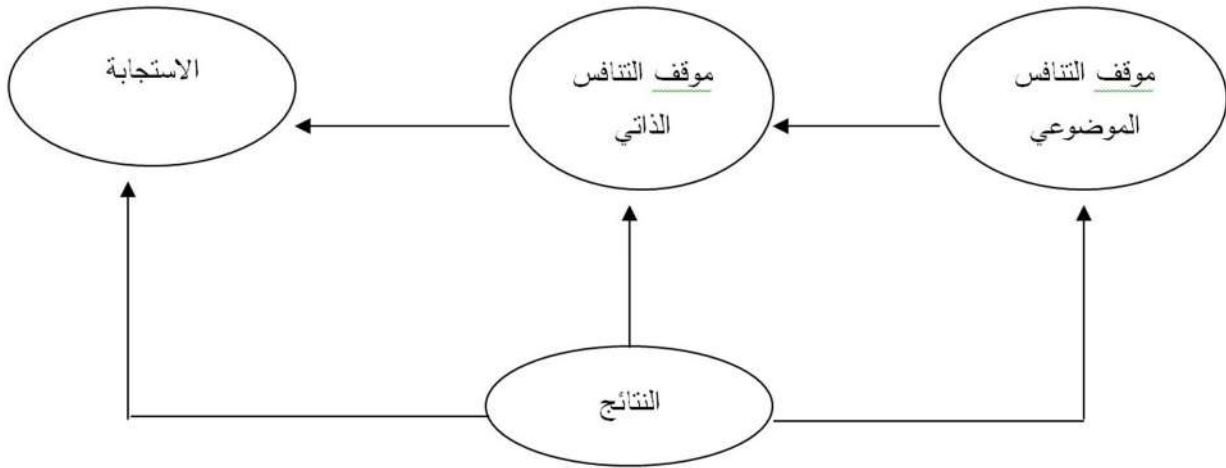 موقف التنافس
الموضوعي
موقف التنافس
الذاتي
الاستجابة
النتائج